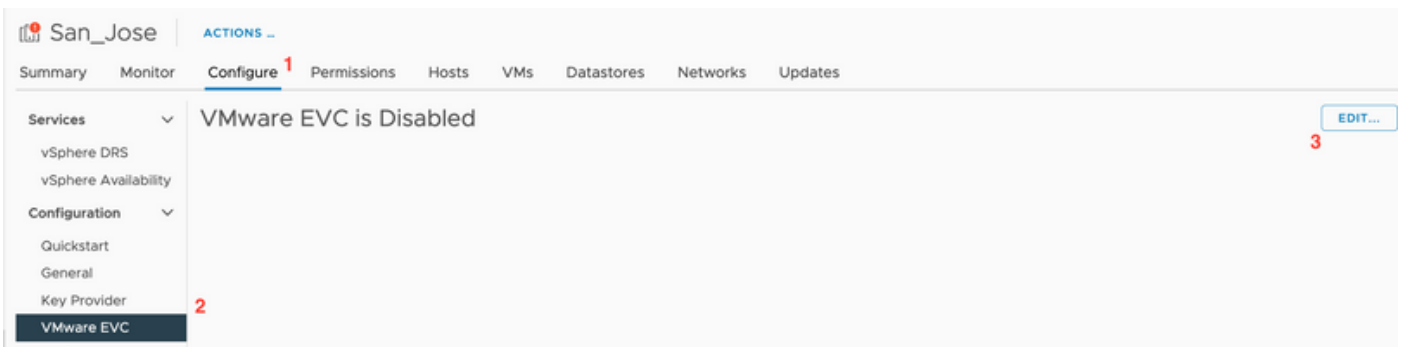 San_Jose
ACTIONS ...
Summary Monitor Configure 1 Permissions Hosts VMs Datastores Networks Updates
Services
VMware EVC is Disabled
EDIT...
3
vSphere DRS
vSphere Availability
Configuration
Quickstart
General
Key Provider
2
VMware EVC